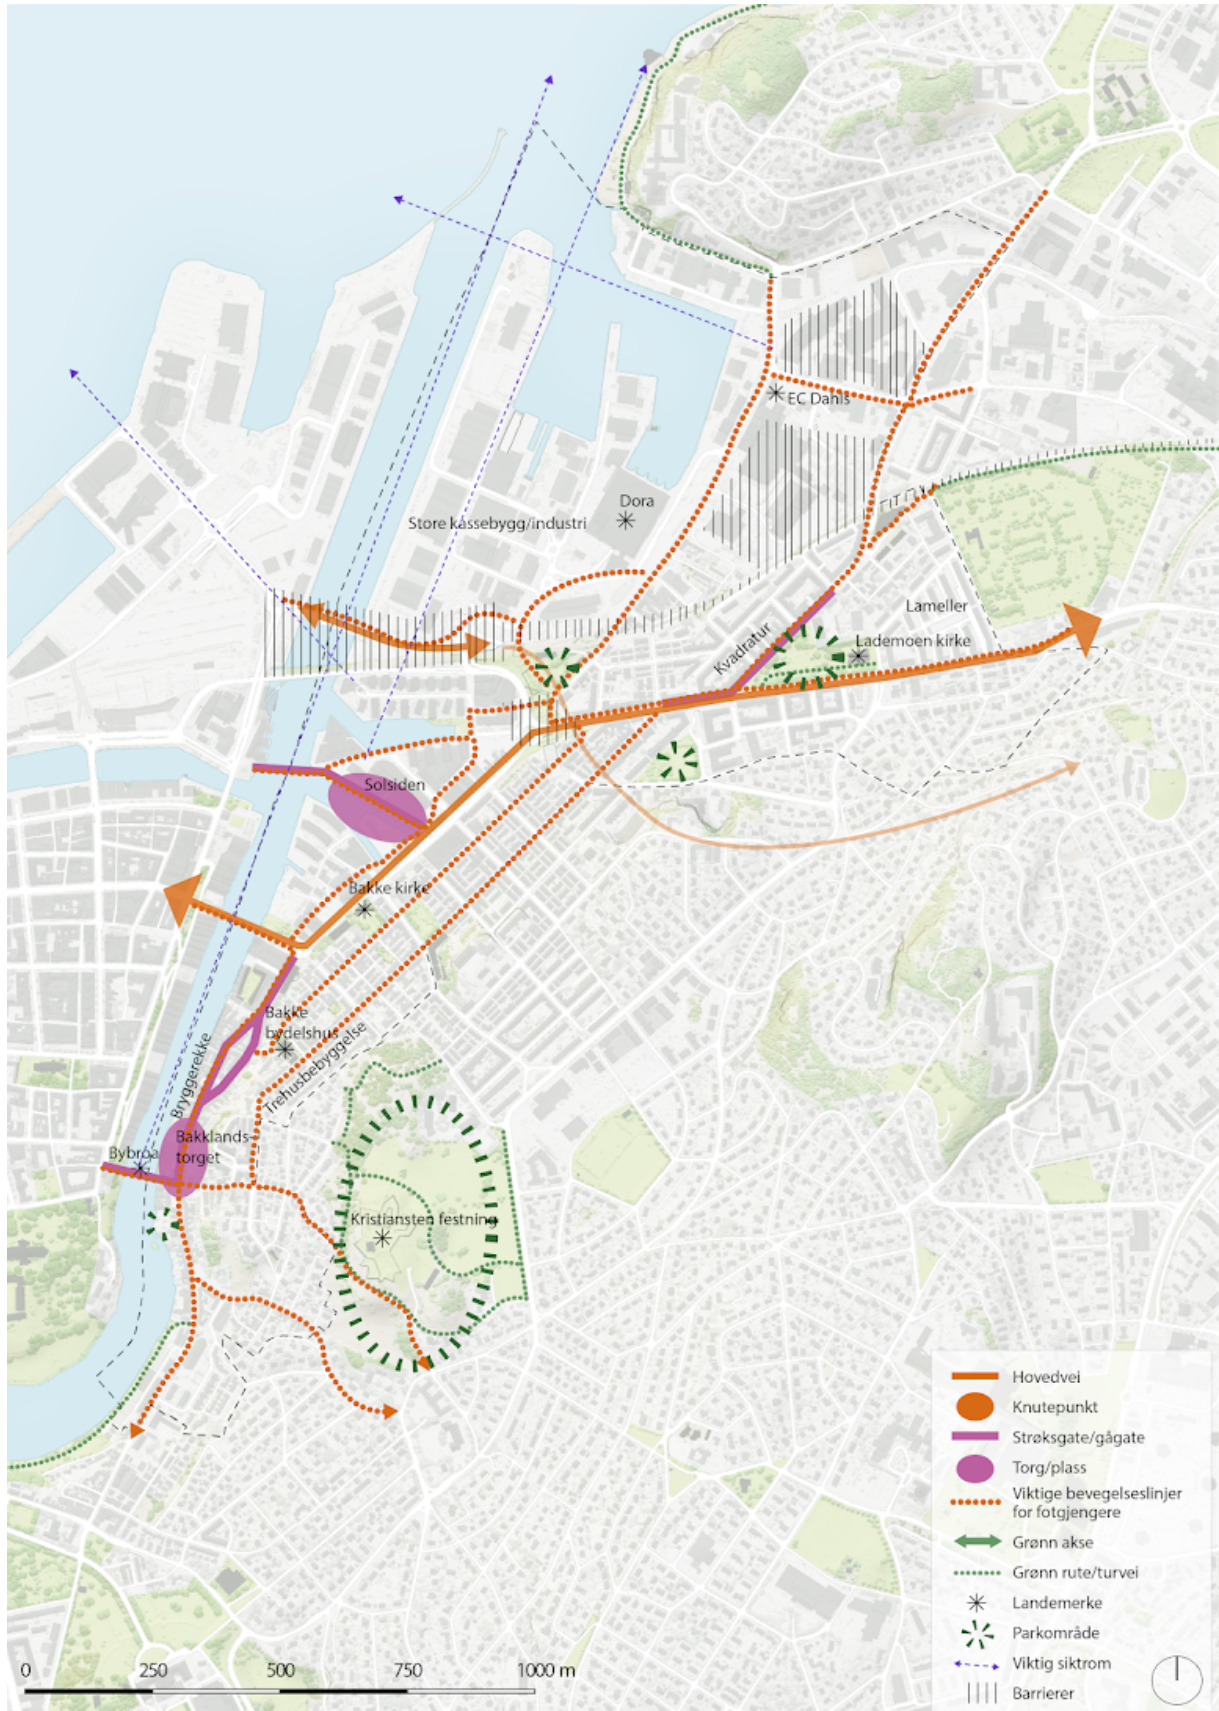 EC Dahls
Dora
Store kassebygg/industri
Lameller
Kvadratur
Lademoen kirke
Solsiden
Bakke kirke
Bakke
bydelshus
Bryggerekke
Trehusbebyggelse
Bakklands-
torget
Bybroa
Kristiansten festning
Hovedvei
Knutepunkt
Strøksgate/gågate
Torg/plass
Viktige bevegelseslinjer
for fotgjengere
Grønn akse
Grønn rute/turvei
Landemerke
Parkområde
Viktig siktrom
Barrierer
0 250 500 750 1000 m